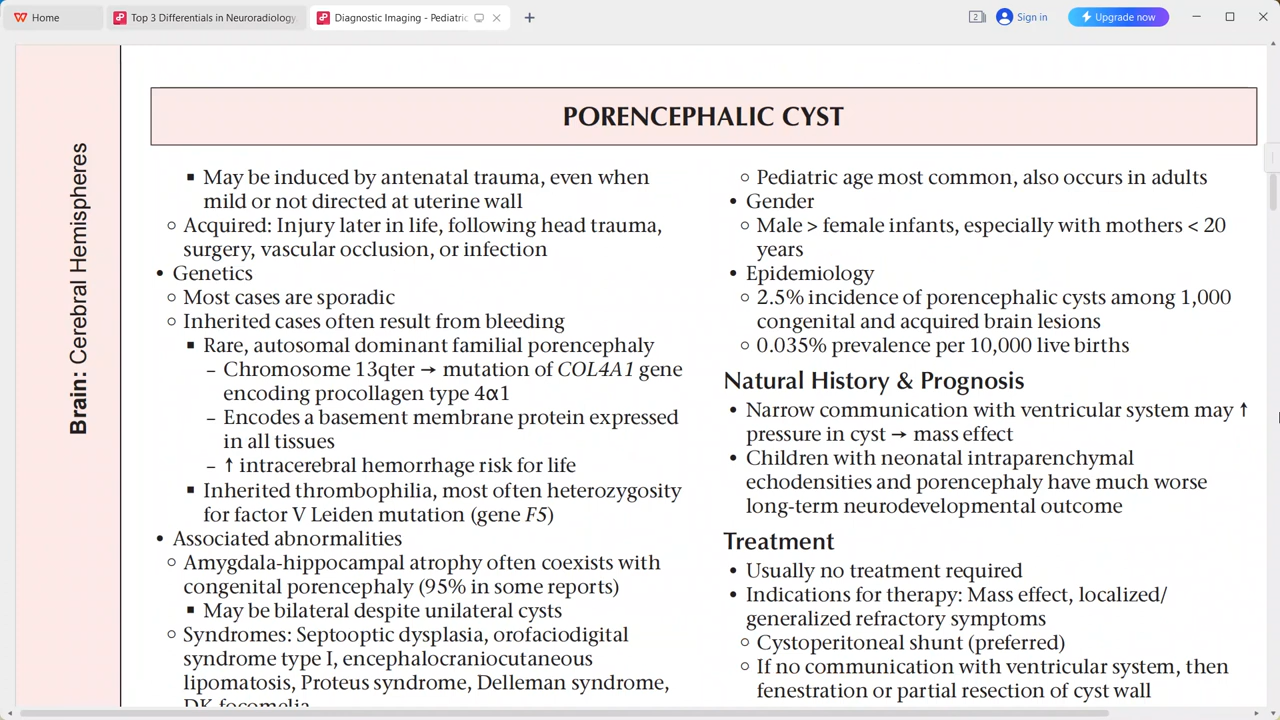 Home
Top 3 Differentials in Neuroradiology.
Diagnostic Imaging - Pediatric
2
Sign in
Upgrade now
Brain: Cerebral Hemispheres
PORENCEPHALIC CYST
▪ May be induced by antenatal trauma, even when
mild or not directed at uterine wall
○ Acquired: Injury later in life, following head trauma,
surgery, vascular occlusion, or infection
• Genetics
○ Most cases are sporadic
○ Inherited cases often result from bleeding
▪ Rare, autosomal dominant familial porencephaly
– Chromosome 13qter → mutation of COL4A1 gene
encoding procollagen type 4α1
– Encodes a basement membrane protein expressed
in all tissues
– ↑ intracerebral hemorrhage risk for life
▪ Inherited thrombophilia, most often heterozygosity
for factor V Leiden mutation (gene F5)
• Associated abnormalities
○ Amygdala-hippocampal atrophy often coexists with
congenital porencephaly (95% in some reports)
▪ May be bilateral despite unilateral cysts
○ Syndromes: Septooptic dysplasia, orofaciodigital
syndrome type I, encephalocraniocutaneous
lipomatosis, Proteus syndrome, Delleman syndrome,
DK focomelia
○ Pediatric age most common, also occurs in adults
• Gender
○ Male > female infants, especially with mothers < 20
years
• Epidemiology
○ 2.5% incidence of porencephalic cysts among 1,000
congenital and acquired brain lesions
○ 0.035% prevalence per 10,000 live births
Natural History & Prognosis
• Narrow communication with ventricular system may ↑
pressure in cyst → mass effect
• Children with neonatal intraparenchymal
echodensities and porencephaly have much worse
long-term neurodevelopmental outcome
Treatment
• Usually no treatment required
• Indications for therapy: Mass effect, localized/
generalized refractory symptoms
○ Cystoperitoneal shunt (preferred)
○ If no communication with ventricular system, then
fenestration or partial resection of cyst wall